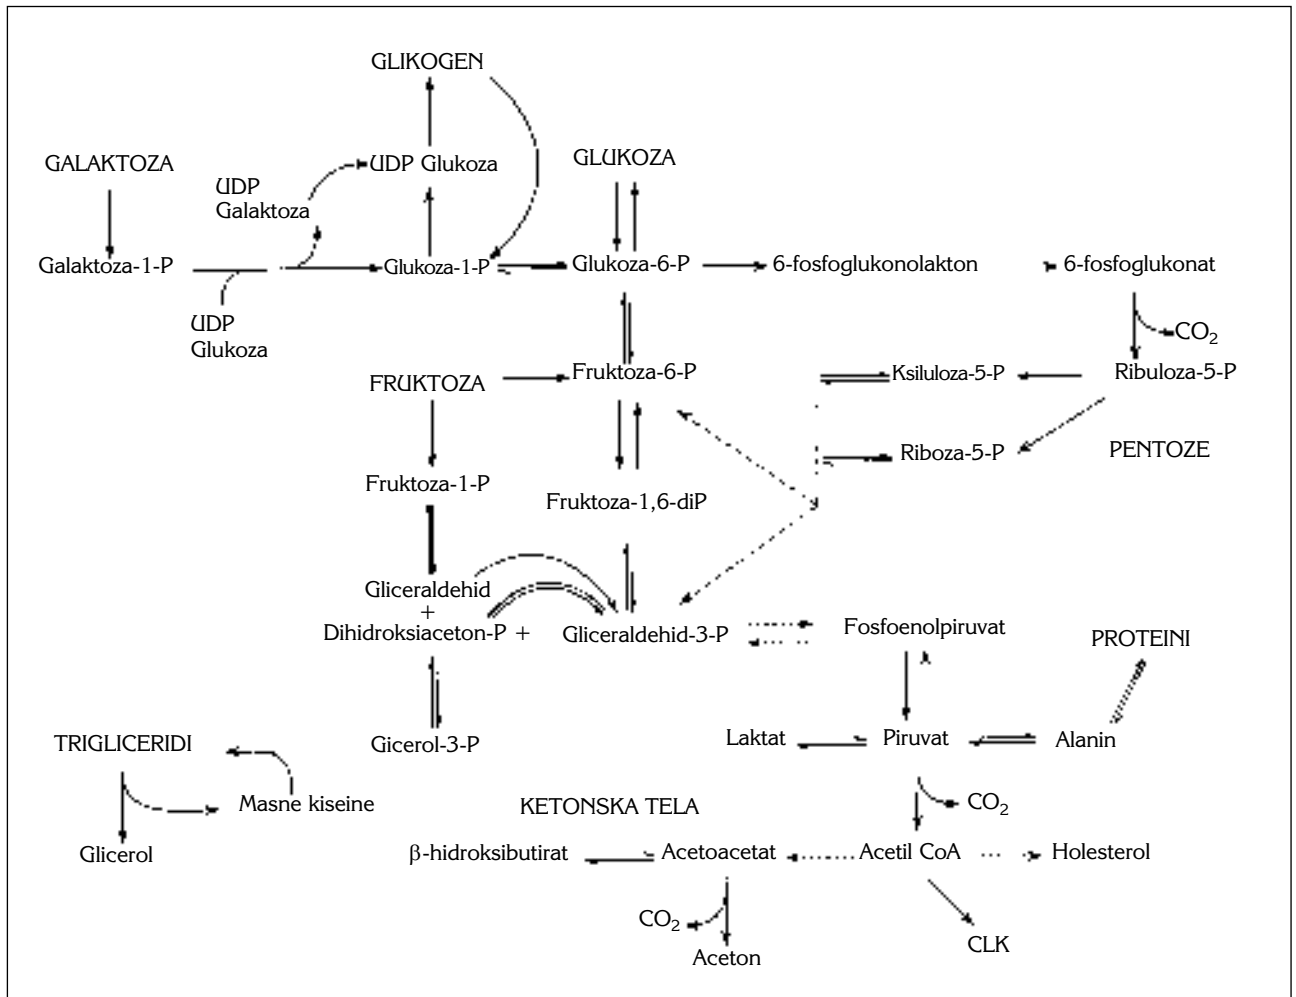 GLIKOGEN
GALAKTOZA
UDP Glukoza
GLUKOZA
UDP
Galaktoza
Galaktoza-1-P
Glukoza-1-P
Glukoza-6-P
6-fosfoglukonolakton
6-fosfoglukonat
UDP
Glukoza
CO2
FRUKTOZA
Fruktoza-6-P
Ksiluloza-5-P
Ribuloza-5-P
Riboza-5-P
PENTOZE
Fruktoza-1-P
Fruktoza-1,6-diP
Gliceraldehid
+
Dihidroksiaceton-P +
Gliceraldehid-3-P
Fosfoenolpiruvat
PROTEINI
TRIGLICERIDI
Gicerol-3-P
Laktat
Piruvat
Alanin
Masne kiseine
KETONSKA TELA
CO2
Glicerol
β-hidroksibutirat
Acetoacetat
Acetil CoA
Holesterol
CO2
CLK
Aceton